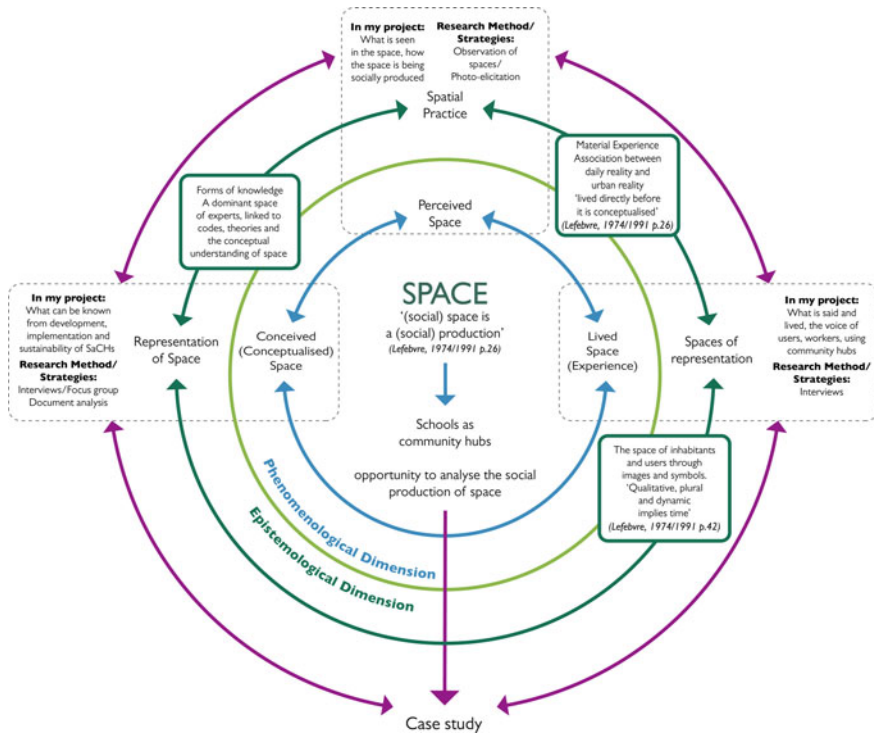 In my project:
What is seen
in the space, how
the space is being
socially produced
Research Method/
Strategies:
Observation of
spaces/
Photo-elicitation
Spatial
Practice
Forms of knowledge
A dominant space
of experts, linked to
codes, theories and
the conceptual
understanding of space
Material Experience
Association between
daily reality and
urban reality
'lived directly before
it is conceptualised'
(Lefebvre, 1974/1991 p.26)
Perceived
Space
In my project:
What can be known
from development,
implementation and
sustainability of SaCHs
Research Method/
Strategies:
Interviews/Focus group
Document analysis
Representation
of Space
Conceived
(Conceptualised)
Space
SPACE
'(social) space is
a (social) production'
(Lefebvre, 1974/1991 p.26)
Lived
Space
(Experience)
Spaces of
representation
In my project:
What is said and
lived, the voice of
users, workers, using
community hubs
Research Method/
Strategies:
Interviews
Schools as
community hubs
opportunity to analyse the social
production of space
The space of inhabitants
and users through
images and symbols.
'Qualitative, plural
and dynamic
implies time'
(Lefebvre, 1974/1991 p.42)
Phenomenological Dimension
Epistemological Dimension
Case study